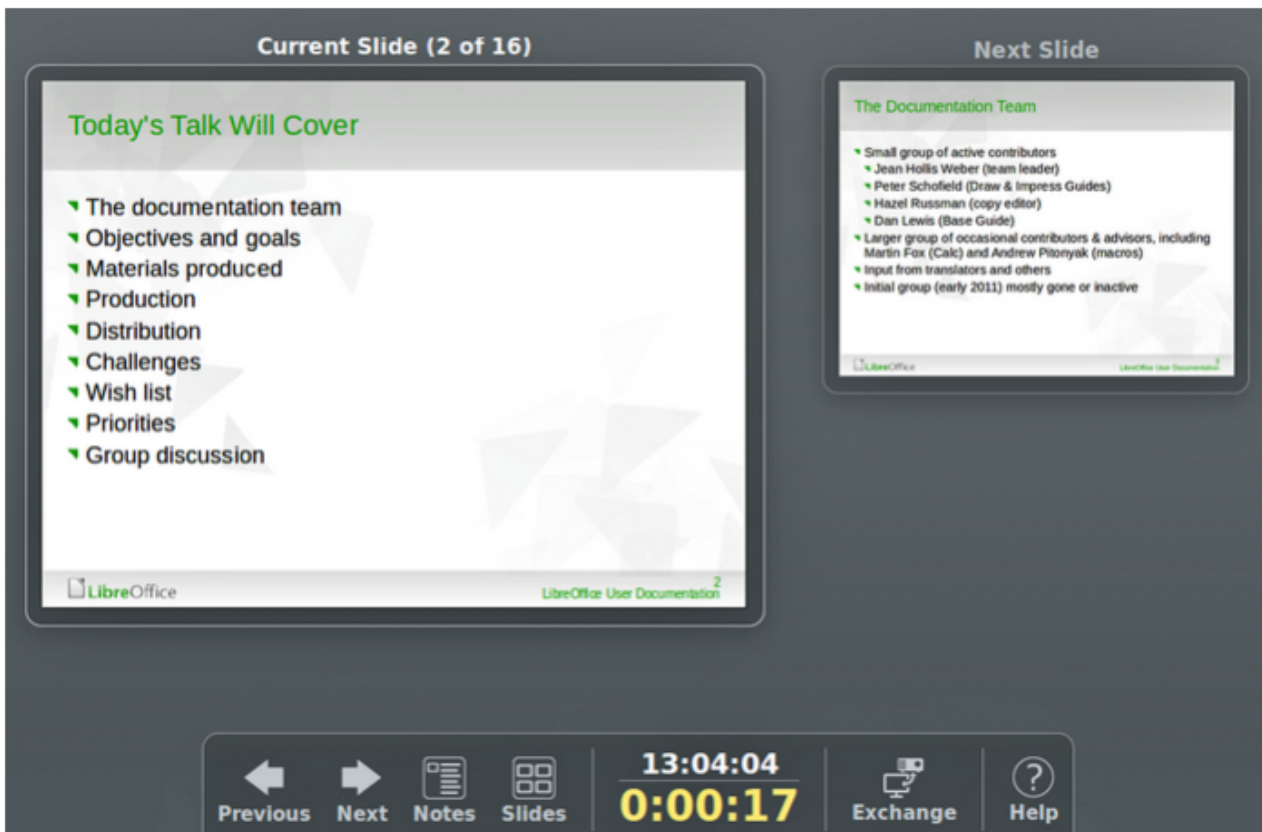 Current Slide (2 of 16)
Today's Talk Will Cover
The documentation team
Objectives and goals
Materials produced
Production
Distribution
Challenges
Wish list
Priorities
Group discussion
LibreOffice
LibreOffice User Documentation
2
Next Slide
The Documentation Team
Small group of active contributors
Jean Hollis Weber (team leader)
Peter Schofield (Draw & Impress Guides)
Hazel Russman (copy editor)
Dan Lewis (Base Guide)
Larger group of occasional contributors & advisors, including
Martin Fox (Calc) and Andrew Pitonyak (macros)
Input from translators and others
Initial group (early 2011) mostly gone or inactive
LibreOffice
LibreOffice User Documentation
Previous
Next
Notes
Slides
13:04:04
0:00:17
Exchange
Help